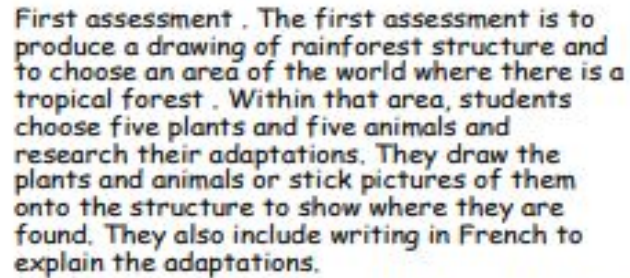 First assessment . The first assessment is to
produce a drawing of rainforest structure and
to choose an area of the world where there is a
tropical forest . Within that area, students
choose five plants and five animals and
research their adaptations. They draw the
plants and animals or stick pictures of them
onto the structure to show where they are
found. They also include writing in French to
explain the adaptations.